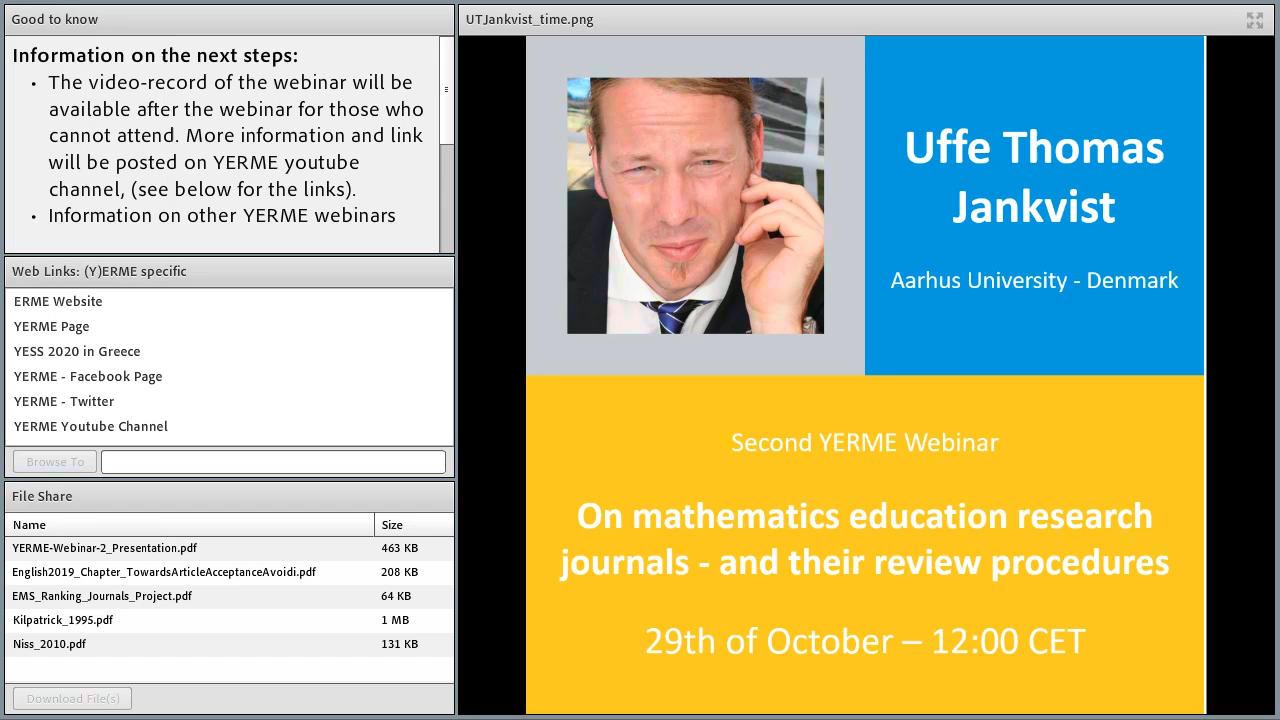 Good to know
Information on the next steps:
• The video-record of the webinar will be
available after the webinar for those who
cannot attend. More information and link
will be posted on YERME youtube
channel, (see below for the links).
• Information on other YERME webinars
Web Links: (Y)ERME specific
ERME Website
YERME Page
YESS 2020 in Greece
YERME - Facebook Page
YERME - Twitter
YERME Youtube Channel
Browse To
File Share
Name Size
YERME-Webinar-2_Presentation.pdf 463 KB
English2019_Chapter_TowardsArticleAcceptanceAvoidi.pdf 208 KB
EMS_Ranking_Journals_Project.pdf 64 KB
Kilpatrick_1995.pdf 1 MB
Niss_2010.pdf 131 KB
Download File(s)
UTJankvist_time.png
Uffe Thomas
Jankvist
Aarhus University - Denmark
Second YERME Webinar
On mathematics education research
journals - and their review procedures
29th of October – 12:00 CET